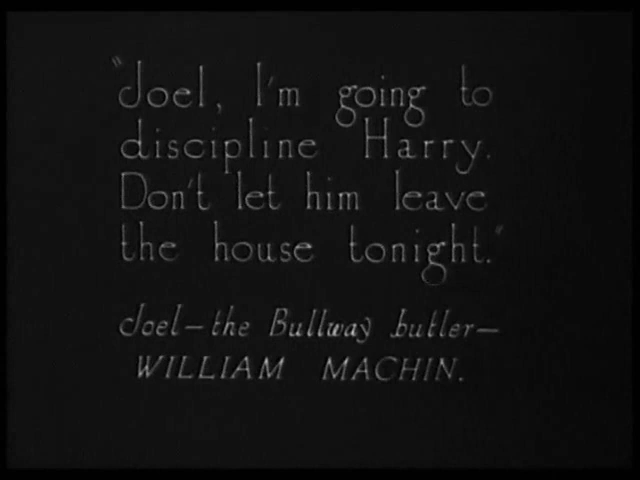 "Joel, I'm going to
discipline Harry.
Don't let him leave
the house tonight."
Joel—the Bullway butler—
WILLIAM MACHIN.